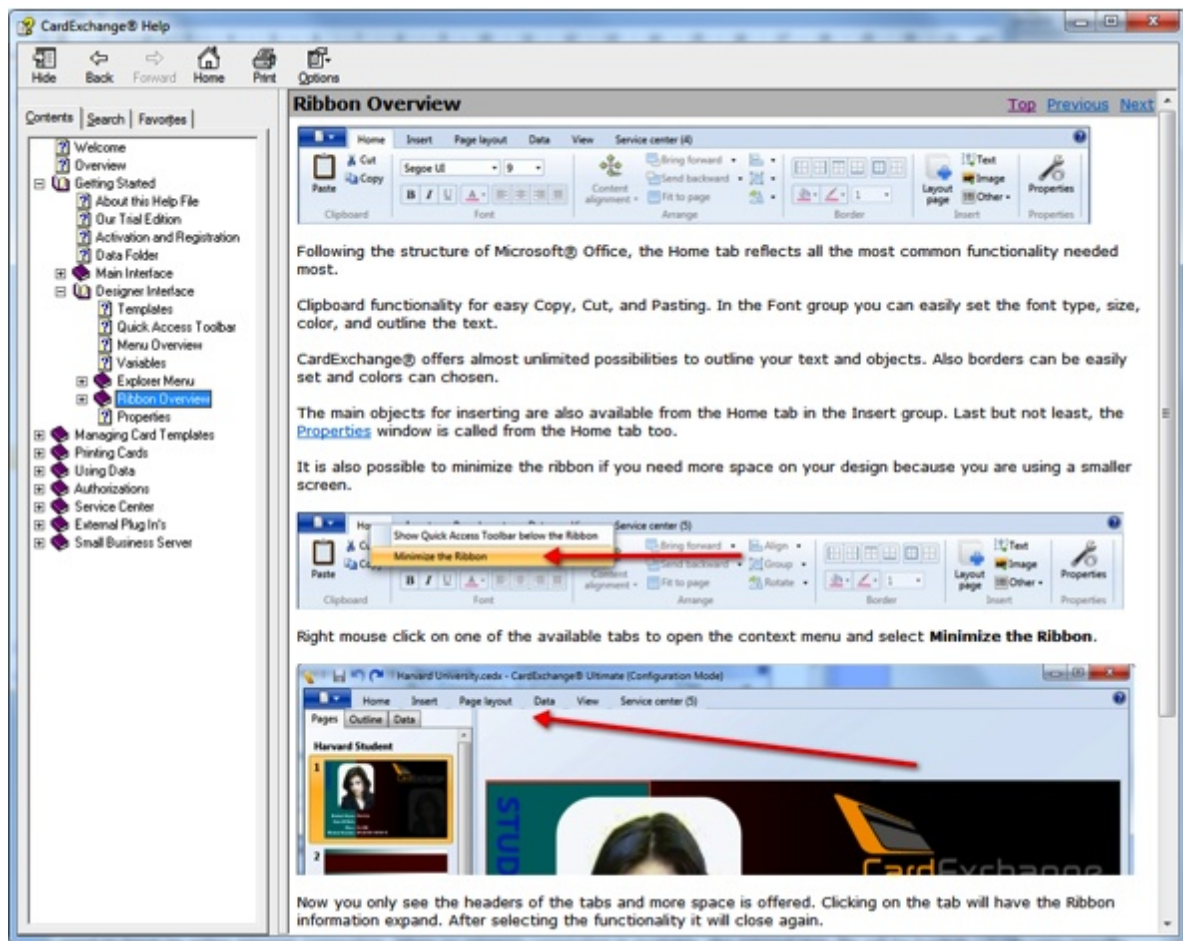 CardExchange® Help
Hide Back Forward Home Print Options
Contents Search Favorites
Welcome
Overview
Getting Started
About this Help File
Our Trial Edition
Activation and Registration
Data Folder
Main Interface
Designer Interface
Templates
Quick Access Toolbar
Menu Overview
Variables
Explorer Menu
Ribbon Overview
Properties
Managing Card Templates
Printing Cards
Using Data
Authorizations
Service Center
External Plug In's
Small Business Server
Ribbon Overview Top Previous Next
Home Insert Page layout Data View Service center (4)
Cut Segoe UI 9 Bring forward Text
Copy Send backward Image
Paste B I U A Content alignment Fit to page 1 Layout page Other Properties
Clipboard Font Arrange Border Insert Properties
Following the structure of Microsoft® Office, the Home tab reflects all the most common functionality needed
most.
Clipboard functionality for easy Copy, Cut, and Pasting. In the Font group you can easily set the font type, size,
color, and outline the text.
CardExchange® offers almost unlimited possibilities to outline your text and objects. Also borders can be easily
set and colors can chosen.
The main objects for inserting are also available from the Home tab in the Insert group. Last but not least, the
Properties window is called from the Home tab too.
It is also possible to minimize the ribbon if you need more space on your design because you are using a smaller
screen.
Service center (5)
Show Quick Access Toolbar below the Ribbon
Minimize the Ribbon
Bring forward Align Text
Send backward Group Image
Paste B I U A Content alignment Fit to page Rotate 1 Layout page Other Properties
Clipboard Font Arrange Border Insert Properties
Right mouse click on one of the available tabs to open the context menu and select Minimize the Ribbon.
Harvard University.cedx - CardExchange® Ultimate (Configuration Mode)
Home Insert Page layout Data View Service center (5)
Pages Outline Data
Harvard Student
1
2
STUD
CardExchange
Now you only see the headers of the tabs and more space is offered. Clicking on the tab will have the Ribbon
information expand. After selecting the functionality it will close again.